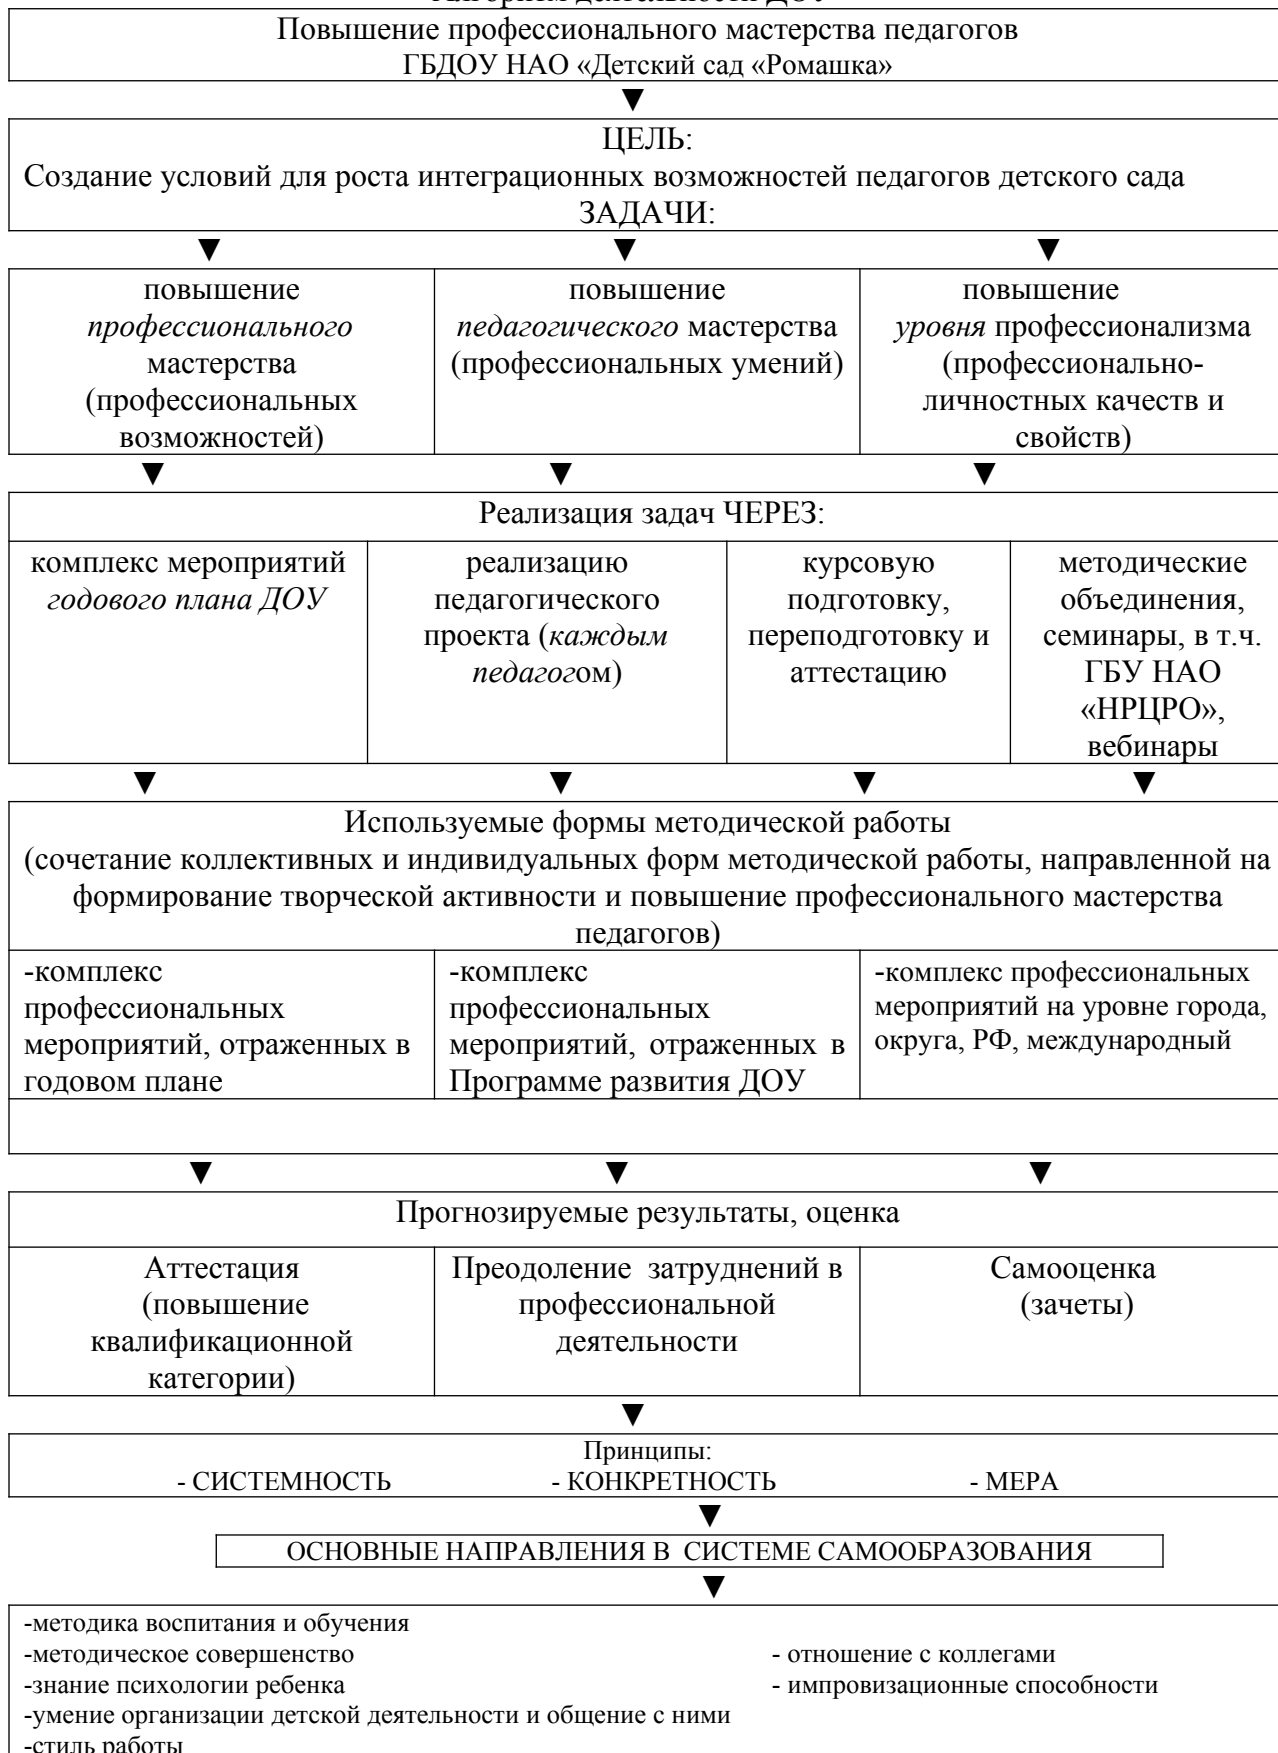 Алгоритм деятельности ДОУ
Повышение профессионального мастерства педагогов
ГБДОУ НАО «Детский сад «Ромашка»
ЦЕЛЬ:
Создание условий для роста интеграционных возможностей педагогов детского сада
ЗАДАЧИ:
повышение
профессионального
мастерства
(профессиональных
возможностей)
повышение
педагогического мастерства
(профессиональных умений)
повышение
уровня профессионализма
(профессионально-
личностных качеств и
свойств)
Реализация задач ЧЕРЕЗ:
комплекс мероприятий
годового плана ДОУ
реализацию
педагогического
проекта (каждым
педагогом)
курсовую
подготовку,
переподготовку и
аттестацию
методические
объединения,
семинары, в т.ч.
ГБУ НАО
«НРЦРО»,
вебинары
Используемые формы методической работы
(сочетание коллективных и индивидуальных форм методической работы, направленной на
формирование творческой активности и повышение профессионального мастерства
педагогов)
-комплекс
профессиональных
мероприятий, отраженных в
годовом плане
-комплекс
профессиональных
мероприятий, отраженных в
Программе развития ДОУ
-комплекс профессиональных
мероприятий на уровне города,
округа, РФ, международный
Прогнозируемые результаты, оценка
Аттестация
(повышение
квалификационной
категории)
Преодоление затруднений в
профессиональной
деятельности
Самооценка
(зачеты)
Принципы:
- СИСТЕМНОСТЬ - КОНКРЕТНОСТЬ - МЕРА
ОСНОВНЫЕ НАПРАВЛЕНИЯ В СИСТЕМЕ САМООБРАЗОВАНИЯ
-методика воспитания и обучения
-методическое совершенство - отношение с коллегами
-знание психологии ребенка - импровизационные способности
-умение организации детской деятельности и общение с ними
-стиль работы